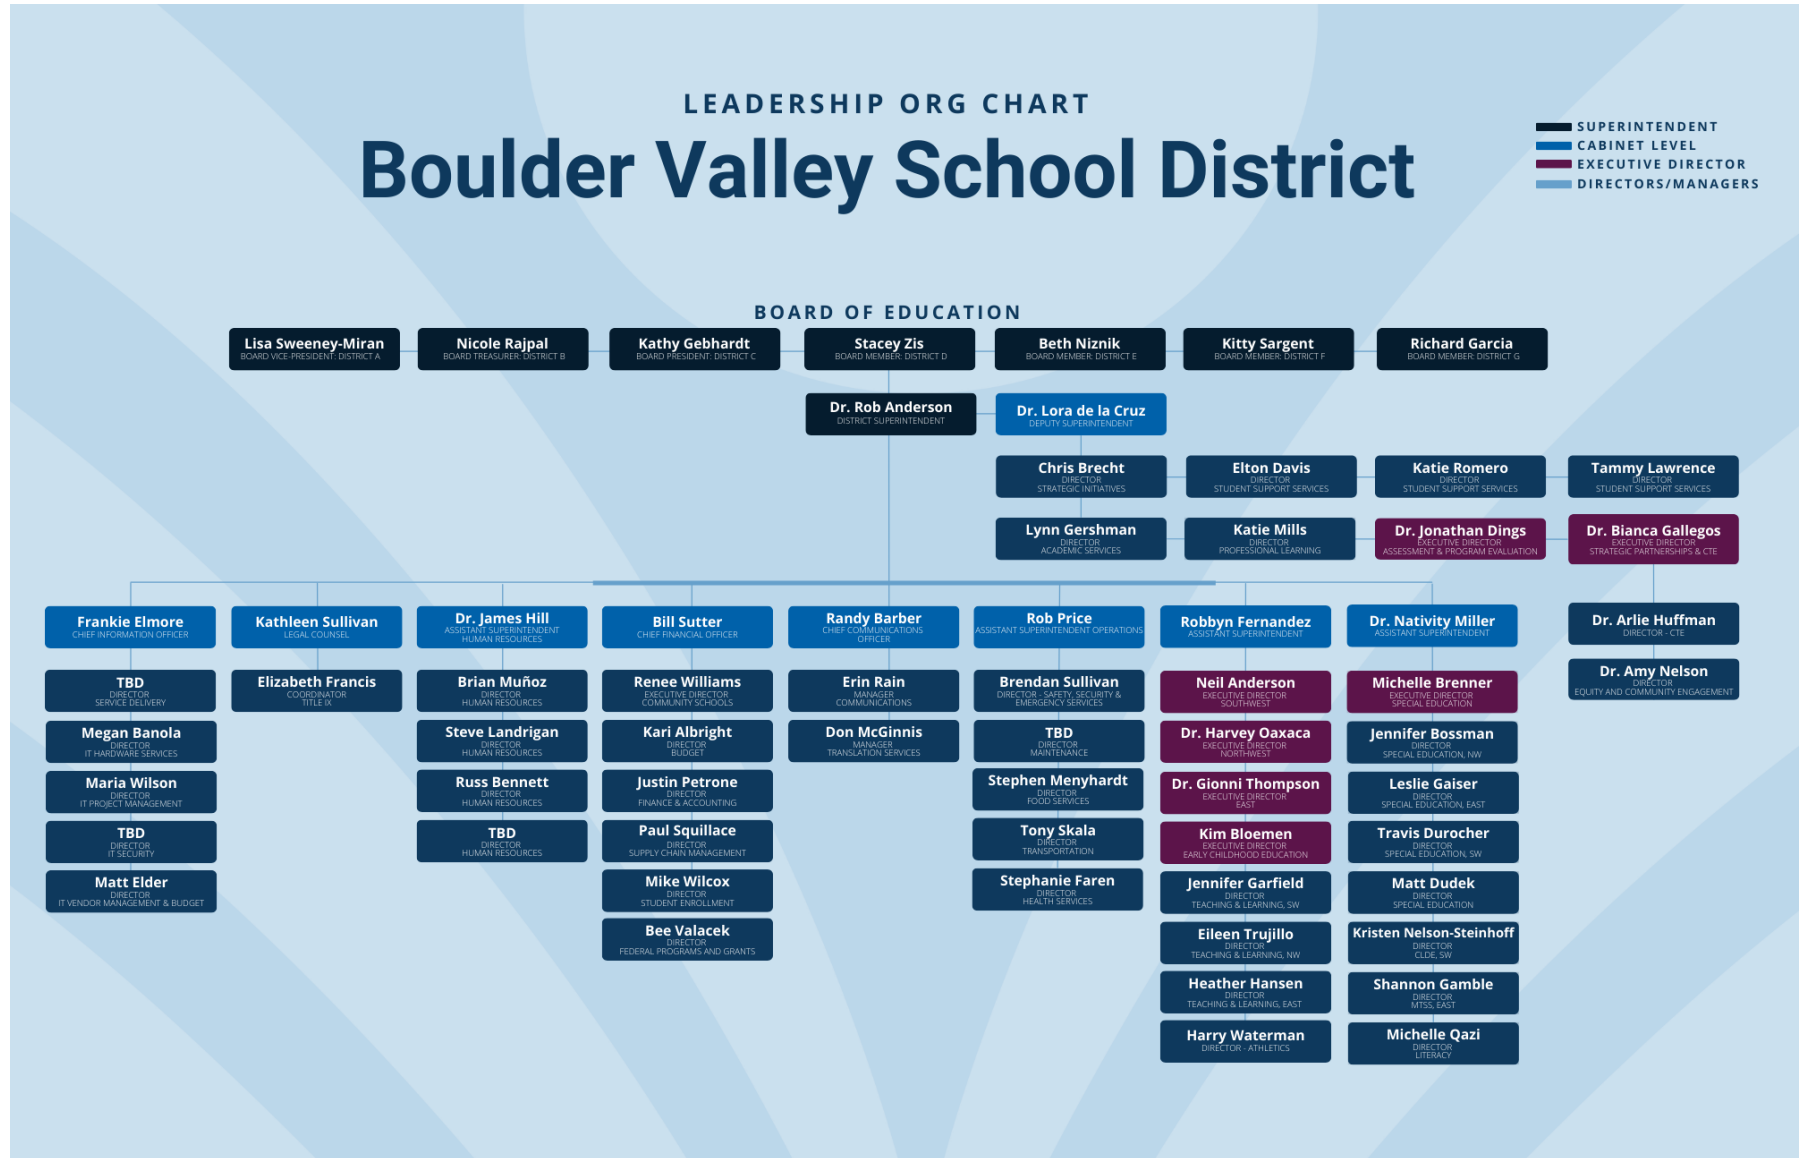 LEADERSHIP ORG CHART
Boulder Valley School District
SUPERINTENDENT
CABINET LEVEL
EXECUTIVE DIRECTOR
DIRECTORS/MANAGERS
BOARD OF EDUCATION
Lisa Sweeney-Miran
BOARD VICE-PRESIDENT: DISTRICT A
Nicole Rajpal
BOARD TREASURER: DISTRICT B
Kathy Gebhardt
BOARD PRESIDENT: DISTRICT C
Stacey Zis
BOARD MEMBER: DISTRICT D
Beth Niznik
BOARD MEMBER: DISTRICT E
Kitty Sargent
BOARD MEMBER: DISTRICT F
Richard Garcia
BOARD MEMBER: DISTRICT G
Dr. Rob Anderson
DISTRICT SUPERINTENDENT
Dr. Lora de la Cruz
DEPUTY SUPERINTENDENT
Chris Brecht
DIRECTOR
STRATEGIC INITIATIVES
Elton Davis
DIRECTOR
STUDENT SUPPORT SERVICES
Katie Romero
DIRECTOR
STUDENT SUPPORT SERVICES
Tammy Lawrence
DIRECTOR
STUDENT SUPPORT SERVICES
Lynn Gershman
DIRECTOR
ACADEMIC SERVICES
Katie Mills
DIRECTOR
PROFESSIONAL LEARNING
Dr. Jonathan Dings
EXECUTIVE DIRECTOR
ASSESSMENT & PROGRAM EVALUATION
Dr. Bianca Gallegos
EXECUTIVE DIRECTOR
STRATEGIC PARTNERSHIPS & CTE
Dr. Arlie Huffman
DIRECTOR - CTE
Dr. Amy Nelson
DIRECTOR
EQUITY AND COMMUNITY ENGAGEMENT
Frankie Elmore
CHIEF INFORMATION OFFICER
TBD
DIRECTOR
SERVICE DELIVERY
Megan Banola
DIRECTOR
IT HARDWARE SERVICES
Maria Wilson
DIRECTOR
IT PROJECT MANAGEMENT
TBD
DIRECTOR
IT SECURITY
Matt Elder
DIRECTOR
IT VENDOR MANAGEMENT & BUDGET
Kathleen Sullivan
LEGAL COUNSEL
Elizabeth Francis
COORDINATOR
TITLE IX
Dr. James Hill
ASSISTANT SUPERINTENDENT
HUMAN RESOURCES
Brian Muñoz
DIRECTOR
HUMAN RESOURCES
Steve Landrigan
DIRECTOR
HUMAN RESOURCES
Russ Bennett
DIRECTOR
HUMAN RESOURCES
TBD
DIRECTOR
HUMAN RESOURCES
Bill Sutter
CHIEF FINANCIAL OFFICER
Renee Williams
EXECUTIVE DIRECTOR
COMMUNITY SCHOOLS
Kari Albright
DIRECTOR
BUDGET
Justin Petrone
DIRECTOR
FINANCE & ACCOUNTING
Paul Squillace
DIRECTOR
SUPPLY CHAIN MANAGEMENT
Mike Wilcox
DIRECTOR
STUDENT ENROLLMENT
Bee Valacek
DIRECTOR
FEDERAL PROGRAMS AND GRANTS
Randy Barber
CHIEF COMMUNICATIONS
OFFICER
Erin Rain
MANAGER
COMMUNICATIONS
Don McGinnis
MANAGER
TRANSLATION SERVICES
Rob Price
ASSISTANT SUPERINTENDENT OPERATIONS
Brendan Sullivan
DIRECTOR - SAFETY, SECURITY &
EMERGENCY SERVICES
TBD
DIRECTOR
MAINTENANCE
Stephen Menyhardt
DIRECTOR
FOOD SERVICES
Tony Skala
DIRECTOR
TRANSPORTATION
Stephanie Faren
DIRECTOR
HEALTH SERVICES
Robbyn Fernandez
ASSISTANT SUPERINTENDENT
Neil Anderson
EXECUTIVE DIRECTOR
SOUTHWEST
Dr. Harvey Oaxaca
EXECUTIVE DIRECTOR
NORTHWEST
Dr. Gionni Thompson
EXECUTIVE DIRECTOR
EAST
Kim Bloemen
EXECUTIVE DIRECTOR
EARLY CHILDHOOD EDUCATION
Jennifer Garfield
DIRECTOR
TEACHING & LEARNING, SW
Eileen Trujillo
DIRECTOR
TEACHING & LEARNING, NW
Heather Hansen
DIRECTOR
TEACHING & LEARNING, EAST
Harry Waterman
DIRECTOR - ATHLETICS
Dr. Nativity Miller
ASSISTANT SUPERINTENDENT
Michelle Brenner
EXECUTIVE DIRECTOR
SPECIAL EDUCATION
Jennifer Bossman
DIRECTOR
SPECIAL EDUCATION, NW
Leslie Gaiser
DIRECTOR
SPECIAL EDUCATION, EAST
Travis Durocher
DIRECTOR
SPECIAL EDUCATION, SW
Matt Dudek
DIRECTOR
SPECIAL EDUCATION
Kristen Nelson-Steinhoff
DIRECTOR
CLDE, SW
Shannon Gamble
DIRECTOR
MTSS, EAST
Michelle Qazi
DIRECTOR
LITERACY